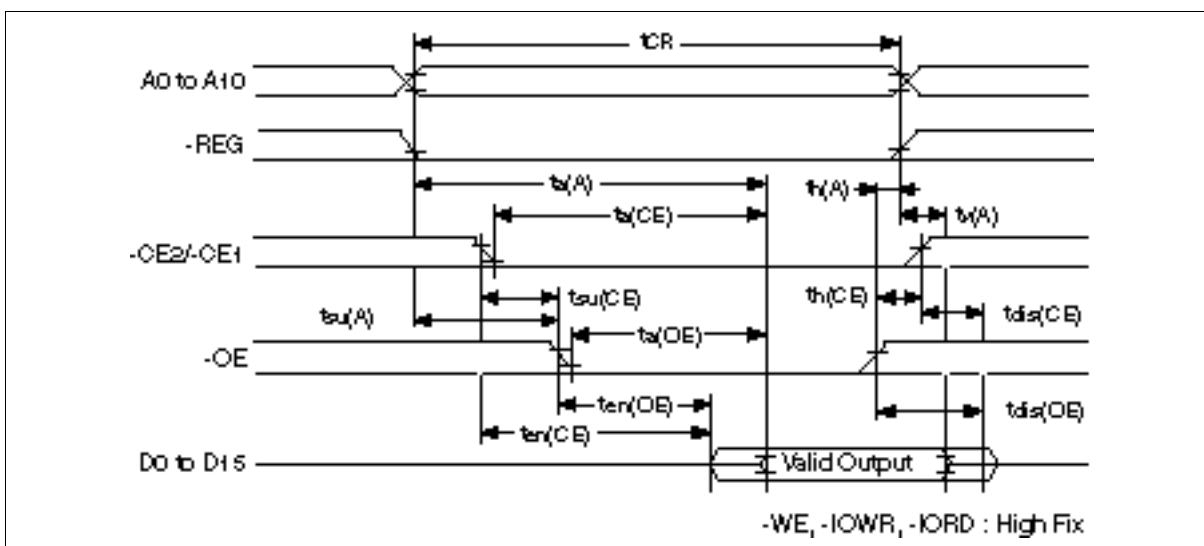 tCR
A0 to A10
-REG
ta(A)
th(A)
ta(CE)
tv(A)
-CE2/-CE1
tsu(CE)
th(CE)
tsu(A)
tdis(CE)
ta(OE)
-OE
ten(OE)
tdis(OE)
ten(CE)
D0 to D15
Valid Output
-WE, -IOWR, -IORD : High Fix